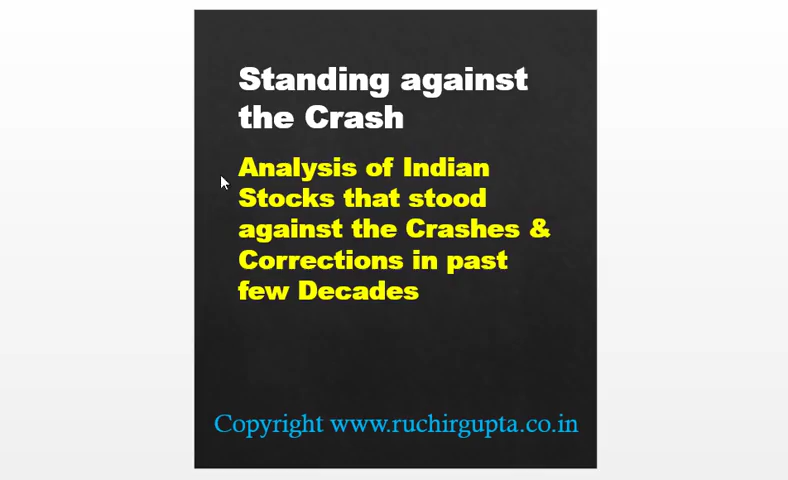 Standing against
the Crash
Analysis of Indian
Stocks that stood
against the Crashes &
Corrections in past
few Decades
Copyright www.ruchirgupta.co.in